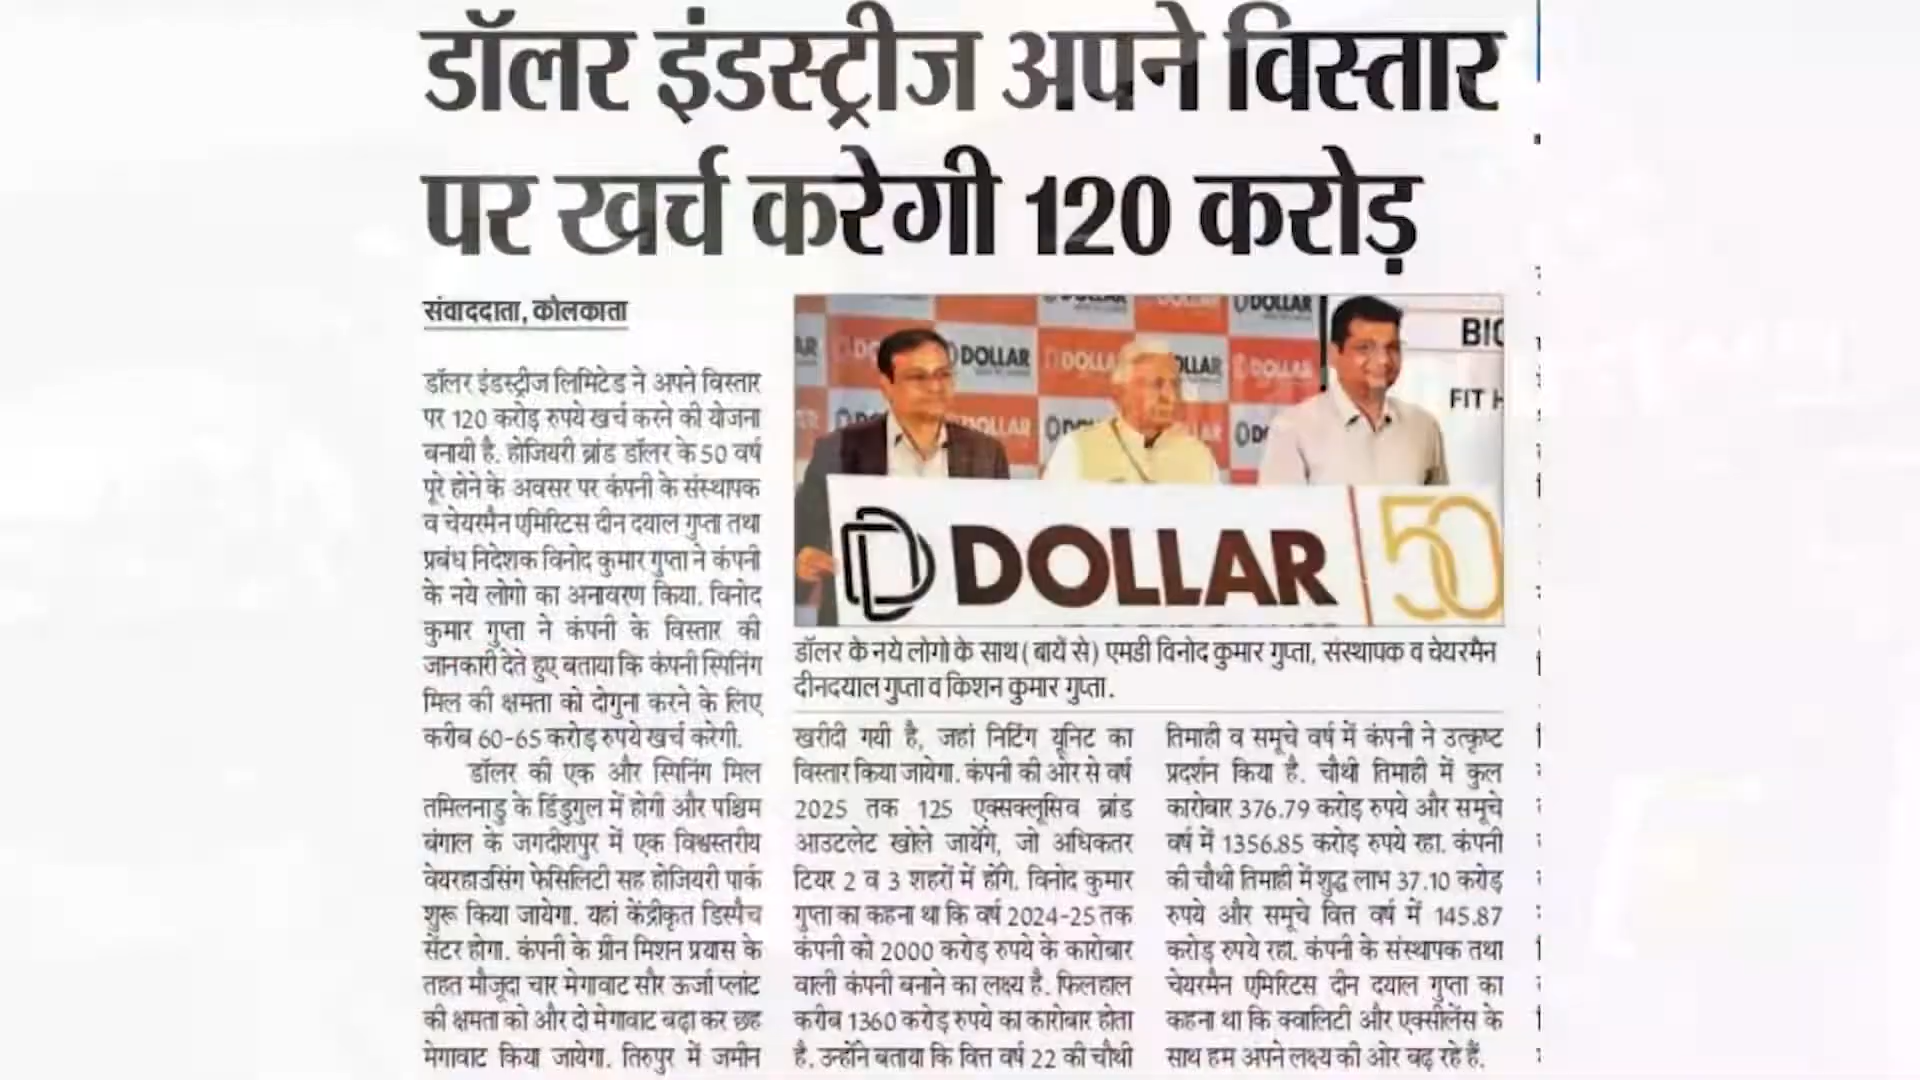 डॉलर इंडस्ट्रीज अपने विस्तार
पर खर्च करेगी 120 करोड़
संवाददाता, कोलकाता
डॉलर इंडस्ट्रीज लिमिटेड ने अपने विस्तार
पर 120 करोड़ रुपये खर्च करने की योजना
बनायी है. होजियरी ब्रांड डॉलर के 50 वर्ष
पूरे होने के अवसर पर कंपनी के संस्थापक
व चेयरमैन एमिरिटस दीन दयाल गुप्ता तथा
प्रबंध निदेशक विनोद कुमार गुप्ता ने कंपनी
के नये लोगो का अनावरण किया. विनोद
कुमार गुप्ता ने कंपनी के विस्तार की
जानकारी देते हुए बताया कि कंपनी स्पिनिंग
मिल की क्षमता को दोगुना करने के लिए
करीब 60-65 करोड़ रुपये खर्च करेगी.
डॉलर की एक और स्पिनिंग मिल
तमिलनाडु के डिंडुगुल में होगी और पश्चिम
बंगाल के जगदीशपुर में एक विश्वस्तरीय
वेयरहाउसिंग फेसिलिटी सह होजियरी पार्क
शुरू किया जायेगा. यहां केंद्रीकृत डिस्पैच
सेंटर होगा. कंपनी के ग्रीन मिशन प्रयास के
तहत मौजूदा चार मेगावाट सौर ऊर्जा प्लांट
की क्षमता को और दो मेगावाट बढ़ा कर छह
मेगावाट किया जायेगा. तिरुपुर में जमीन
DOLLAR
DOLLAR
DOLLAR
DOLLAR
BIG
FIT H
DOLLAR 50
डॉलर के नये लोगो के साथ ( बायें से) एमडी विनोद कुमार गुप्ता, संस्थापक व चेयरमैन
दीनदयाल गुप्ता व किशन कुमार गुप्ता.
खरीदी गयी है, जहां निटिंग यूनिट का
विस्तार किया जायेगा. कंपनी की ओर से वर्ष
2025 तक 125 एक्सक्लूसिव ब्रांड
आउटलेट खोले जायेंगे, जो अधिकतर
टियर 2 व 3 शहरों में होंगे. विनोद कुमार
गुप्ता का कहना था कि वर्ष 2024-25 तक
कंपनी को 2000 करोड़ रुपये के कारोबार
वाली कंपनी बनाने का लक्ष्य है. फिलहाल
करीब 1360 करोड़ रुपये का कारोबार होता
है. उन्होंने बताया कि वित्त वर्ष 22 की चौथी
तिमाही व समूचे वर्ष में कंपनी ने उत्कृष्ट
प्रदर्शन किया है. चौथी तिमाही में कुल
कारोबार 376.79 करोड़ रुपये और समूचे
वर्ष में 1356.85 करोड़ रुपये रहा. कंपनी
की चौथी तिमाही में शुद्ध लाभ 37.10 करोड़
रुपये और समूचे वित्त वर्ष में 145.87
करोड़ रुपये रहा. कंपनी के संस्थापक तथा
चेयरमैन एमिरिटस दीन दयाल गुप्ता का
कहना था कि क्वालिटी और एक्सीलेंस के
साथ हम अपने लक्ष्य की ओर बढ़ रहे हैं.